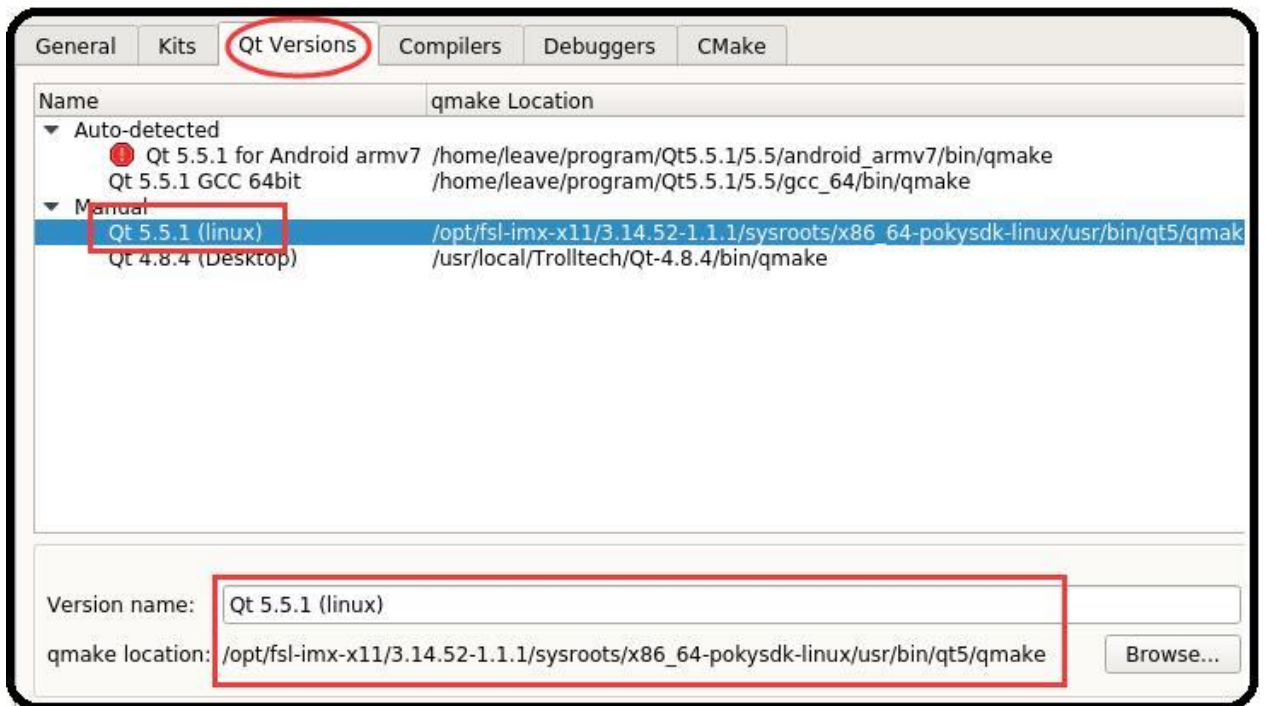 General Kits Qt Versions Compilers Debuggers CMake
Name qmake Location
Auto-detected
Qt 5.5.1 for Android armv7 /home/leave/program/Qt5.5.1/5.5/android_armv7/bin/qmake
Qt 5.5.1 GCC 64bit /home/leave/program/Qt5.5.1/5.5/gcc_64/bin/qmake
Manual
Qt 5.5.1 (linux) /opt/fsl-imx-x11/3.14.52-1.1.1/sysroots/x86_64-pokysdk-linux/usr/bin/qt5/qmak
Qt 4.8.4 (Desktop) /usr/local/Trolltech/Qt-4.8.4/bin/qmake
Version name: Qt 5.5.1 (linux)
qmake location: /opt/fsl-imx-x11/3.14.52-1.1.1/sysroots/x86_64-pokysdk-linux/usr/bin/qt5/qmake Browse...